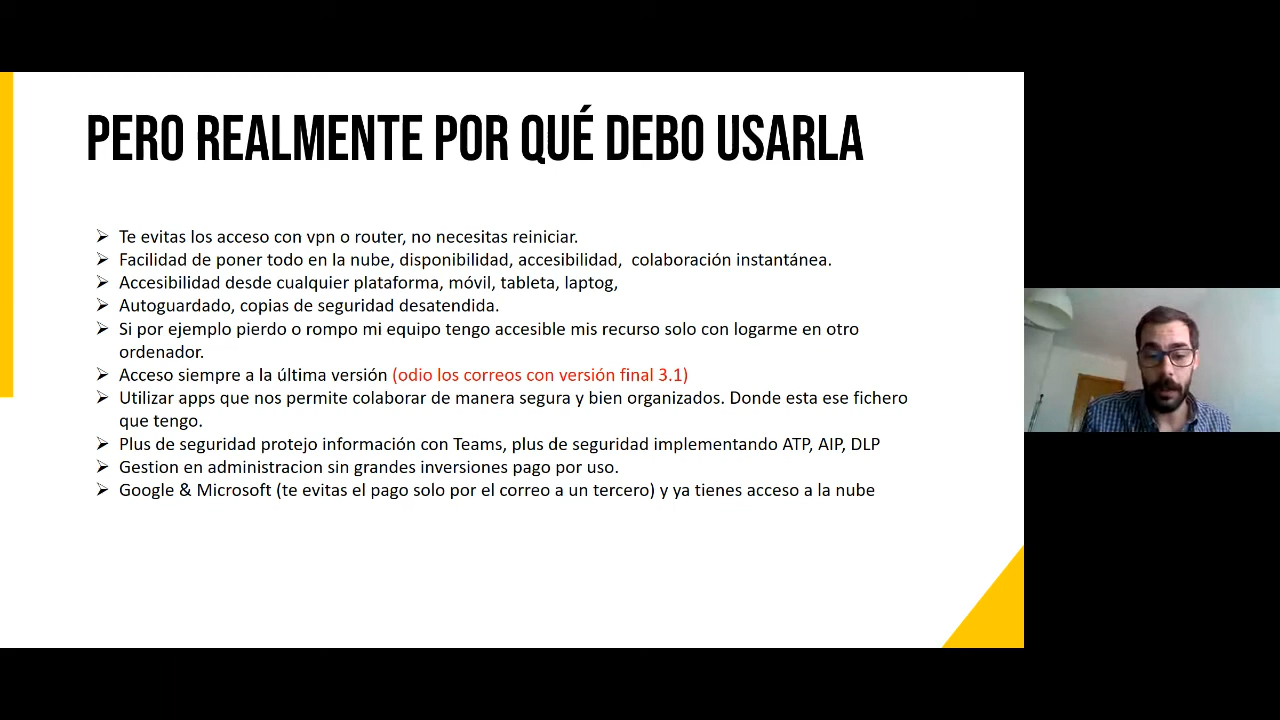 PERO REALMENTE POR QUÉ DEBO USARLA
Te evitas los acceso con vpn o router, no necesitas reiniciar.
Facilidad de poner todo en la nube, disponibilidad, accesibilidad, colaboración instantánea.
Accesibilidad desde cualquier plataforma, móvil, tableta, laptog,
Autoguardado, copias de seguridad desatendida.
Si por ejemplo pierdo o rompo mi equipo tengo accesible mis recurso solo con logarme en otro
ordenador.
Acceso siempre a la última versión (odio los correos con versión final 3.1)
Utilizar apps que nos permite colaborar de manera segura y bien organizados. Donde esta ese fichero
que tengo.
Plus de seguridad protejo información con Teams, plus de seguridad implementando ATP, AIP, DLP
Gestion en administracion sin grandes inversiones pago por uso.
Google & Microsoft (te evitas el pago solo por el correo a un tercero) y ya tienes acceso a la nube